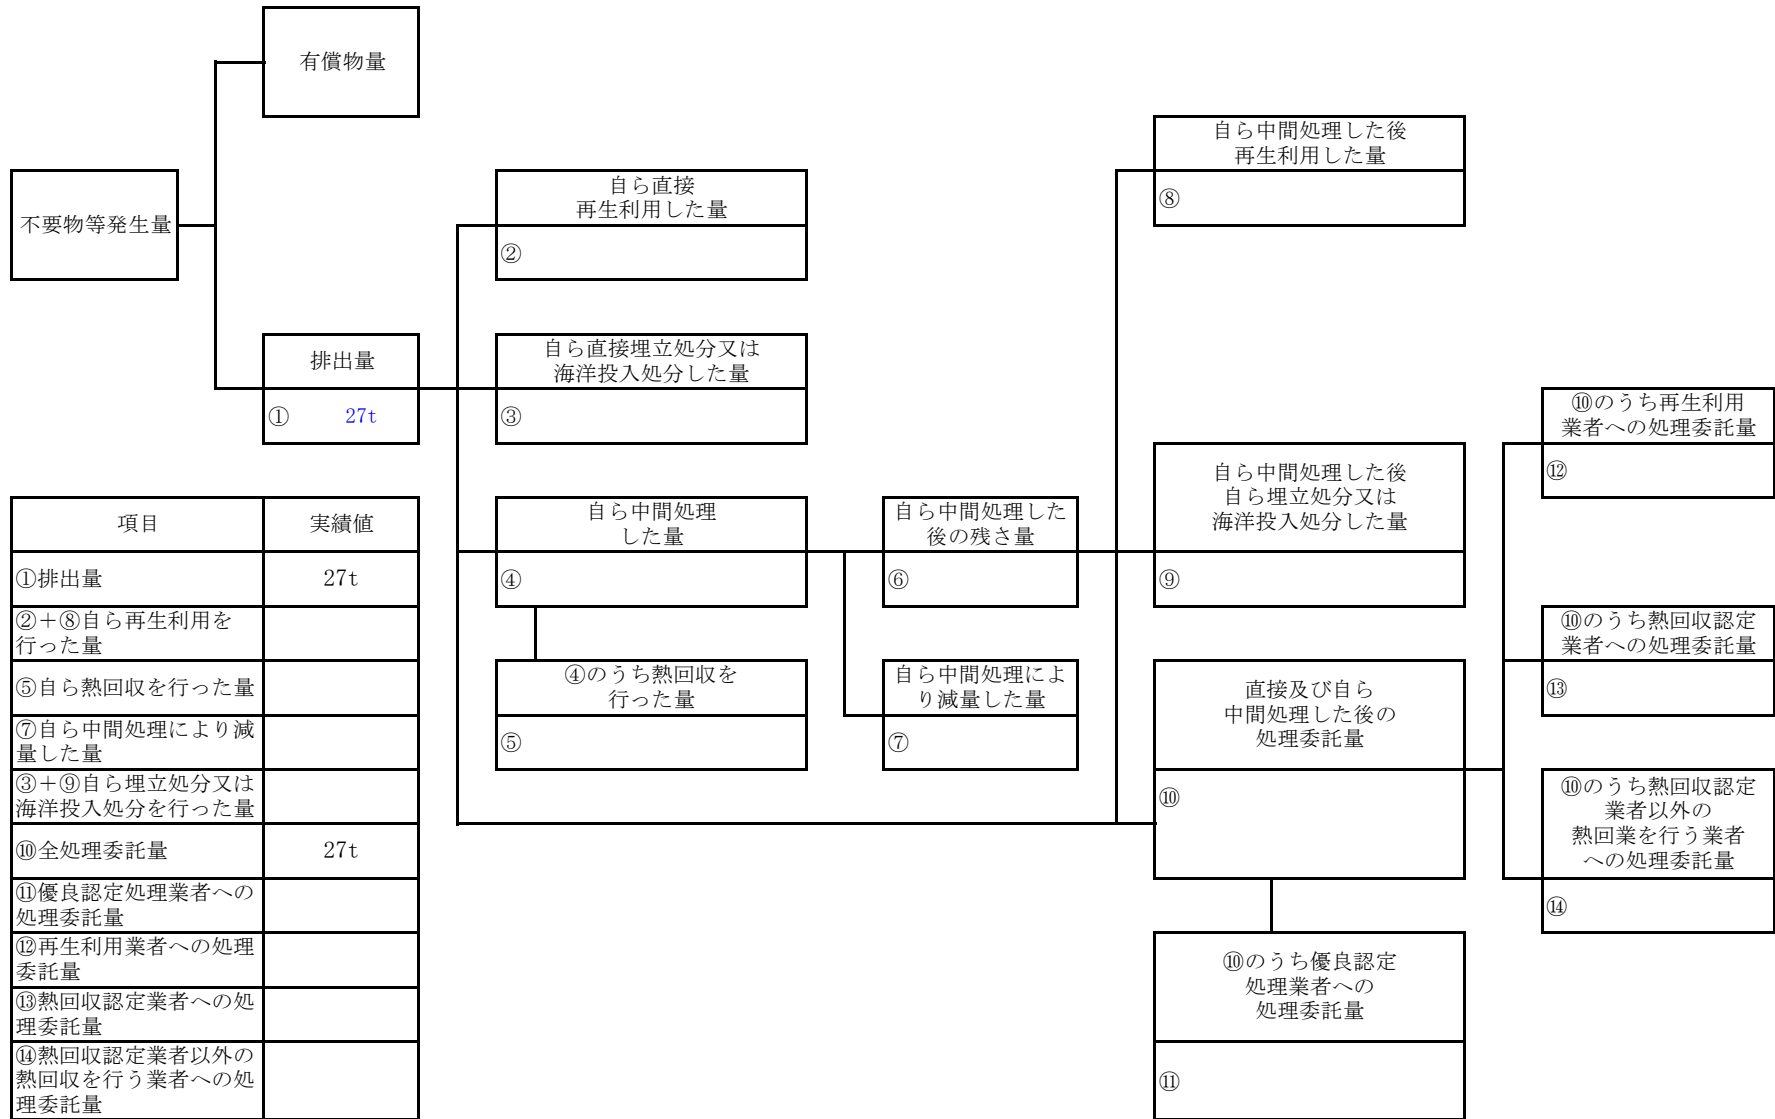 有償物量
不要物等発生量
排出量
① 27t
自ら直接
再生利用した量
②
自ら直接埋立処分又は
海洋投入処分した量
③
自ら中間処理
した量
④
④のうち熱回収を
行った量
⑤
自ら中間処理した
後の残さ量
⑥
自ら中間処理によ
り減量した量
⑦
自ら中間処理した後
再生利用した量
⑧
自ら中間処理した後
自ら埋立処分又は
海洋投入処分した量
⑨
直接及び自ら
中間処理した後の
処理委託量
⑩
⑩のうち優良認定
処理業者への
処理委託量
⑪
⑩のうち再生利用
業者への処理委託量
⑫
⑩のうち熱回収認定
業者への処理委託量
⑬
⑩のうち熱回収認定
業者以外の
熱回業を行う業者
への処理委託量
⑭
項目 実績値
①排出量 27t
②+⑧自ら再生利用を
行った量
⑤自ら熱回収を行った量
⑦自ら中間処理により減
量した量
③+⑨自ら埋立処分又は
海洋投入処分を行った量
⑩全処理委託量 27t
⑪優良認定処理業者への
処理委託量
⑫再生利用業者への処理
委託量
⑬熱回収認定業者への処
理委託量
⑭熱回収認定業者以外の
熱回収を行う業者への処
理委託量